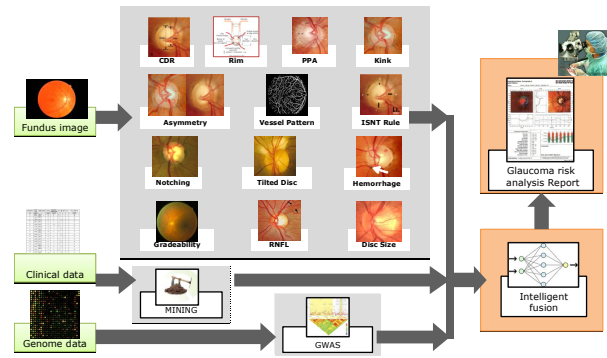 CDR
Rim
PPA
Kink
Fundus image
Asymmetry
Vessel Pattern
ISNT Rule
Notching
Tilted Disc
Hemorrhage
Gradeability
RNFL
Disc Size
Clinical data
MINING
Genome data
GWAS
Glaucoma risk
analysis Report
Intelligent
fusion